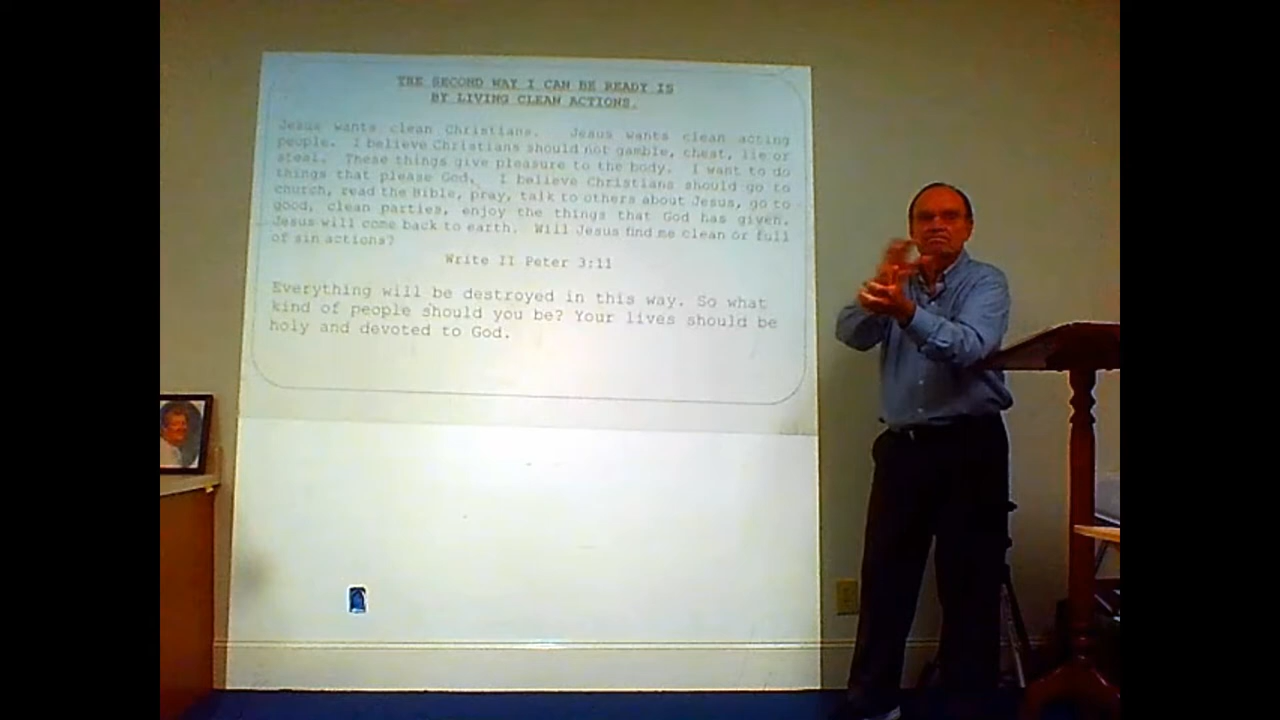 THE SECOND WAY I CAN BE READY IS
BY LIVING CLEAN ACTIONS.
Jesus wants clean Christians. Jesus wants clean acting
people. I believe Christians should not gamble, cheat, lie or
steal. These things give pleasure to the body. I want to do
things that please God. I believe Christians should go to
church, read the Bible, pray, talk to others about Jesus, go to
good, clean parties, enjoy the things that God has given.
Jesus will come back to earth. Will Jesus find me clean or full
of sin actions?
Write II Peter 3:11
Everything will be destroyed in this way. So what
kind of people should you be? Your lives should be
holy and devoted to God.